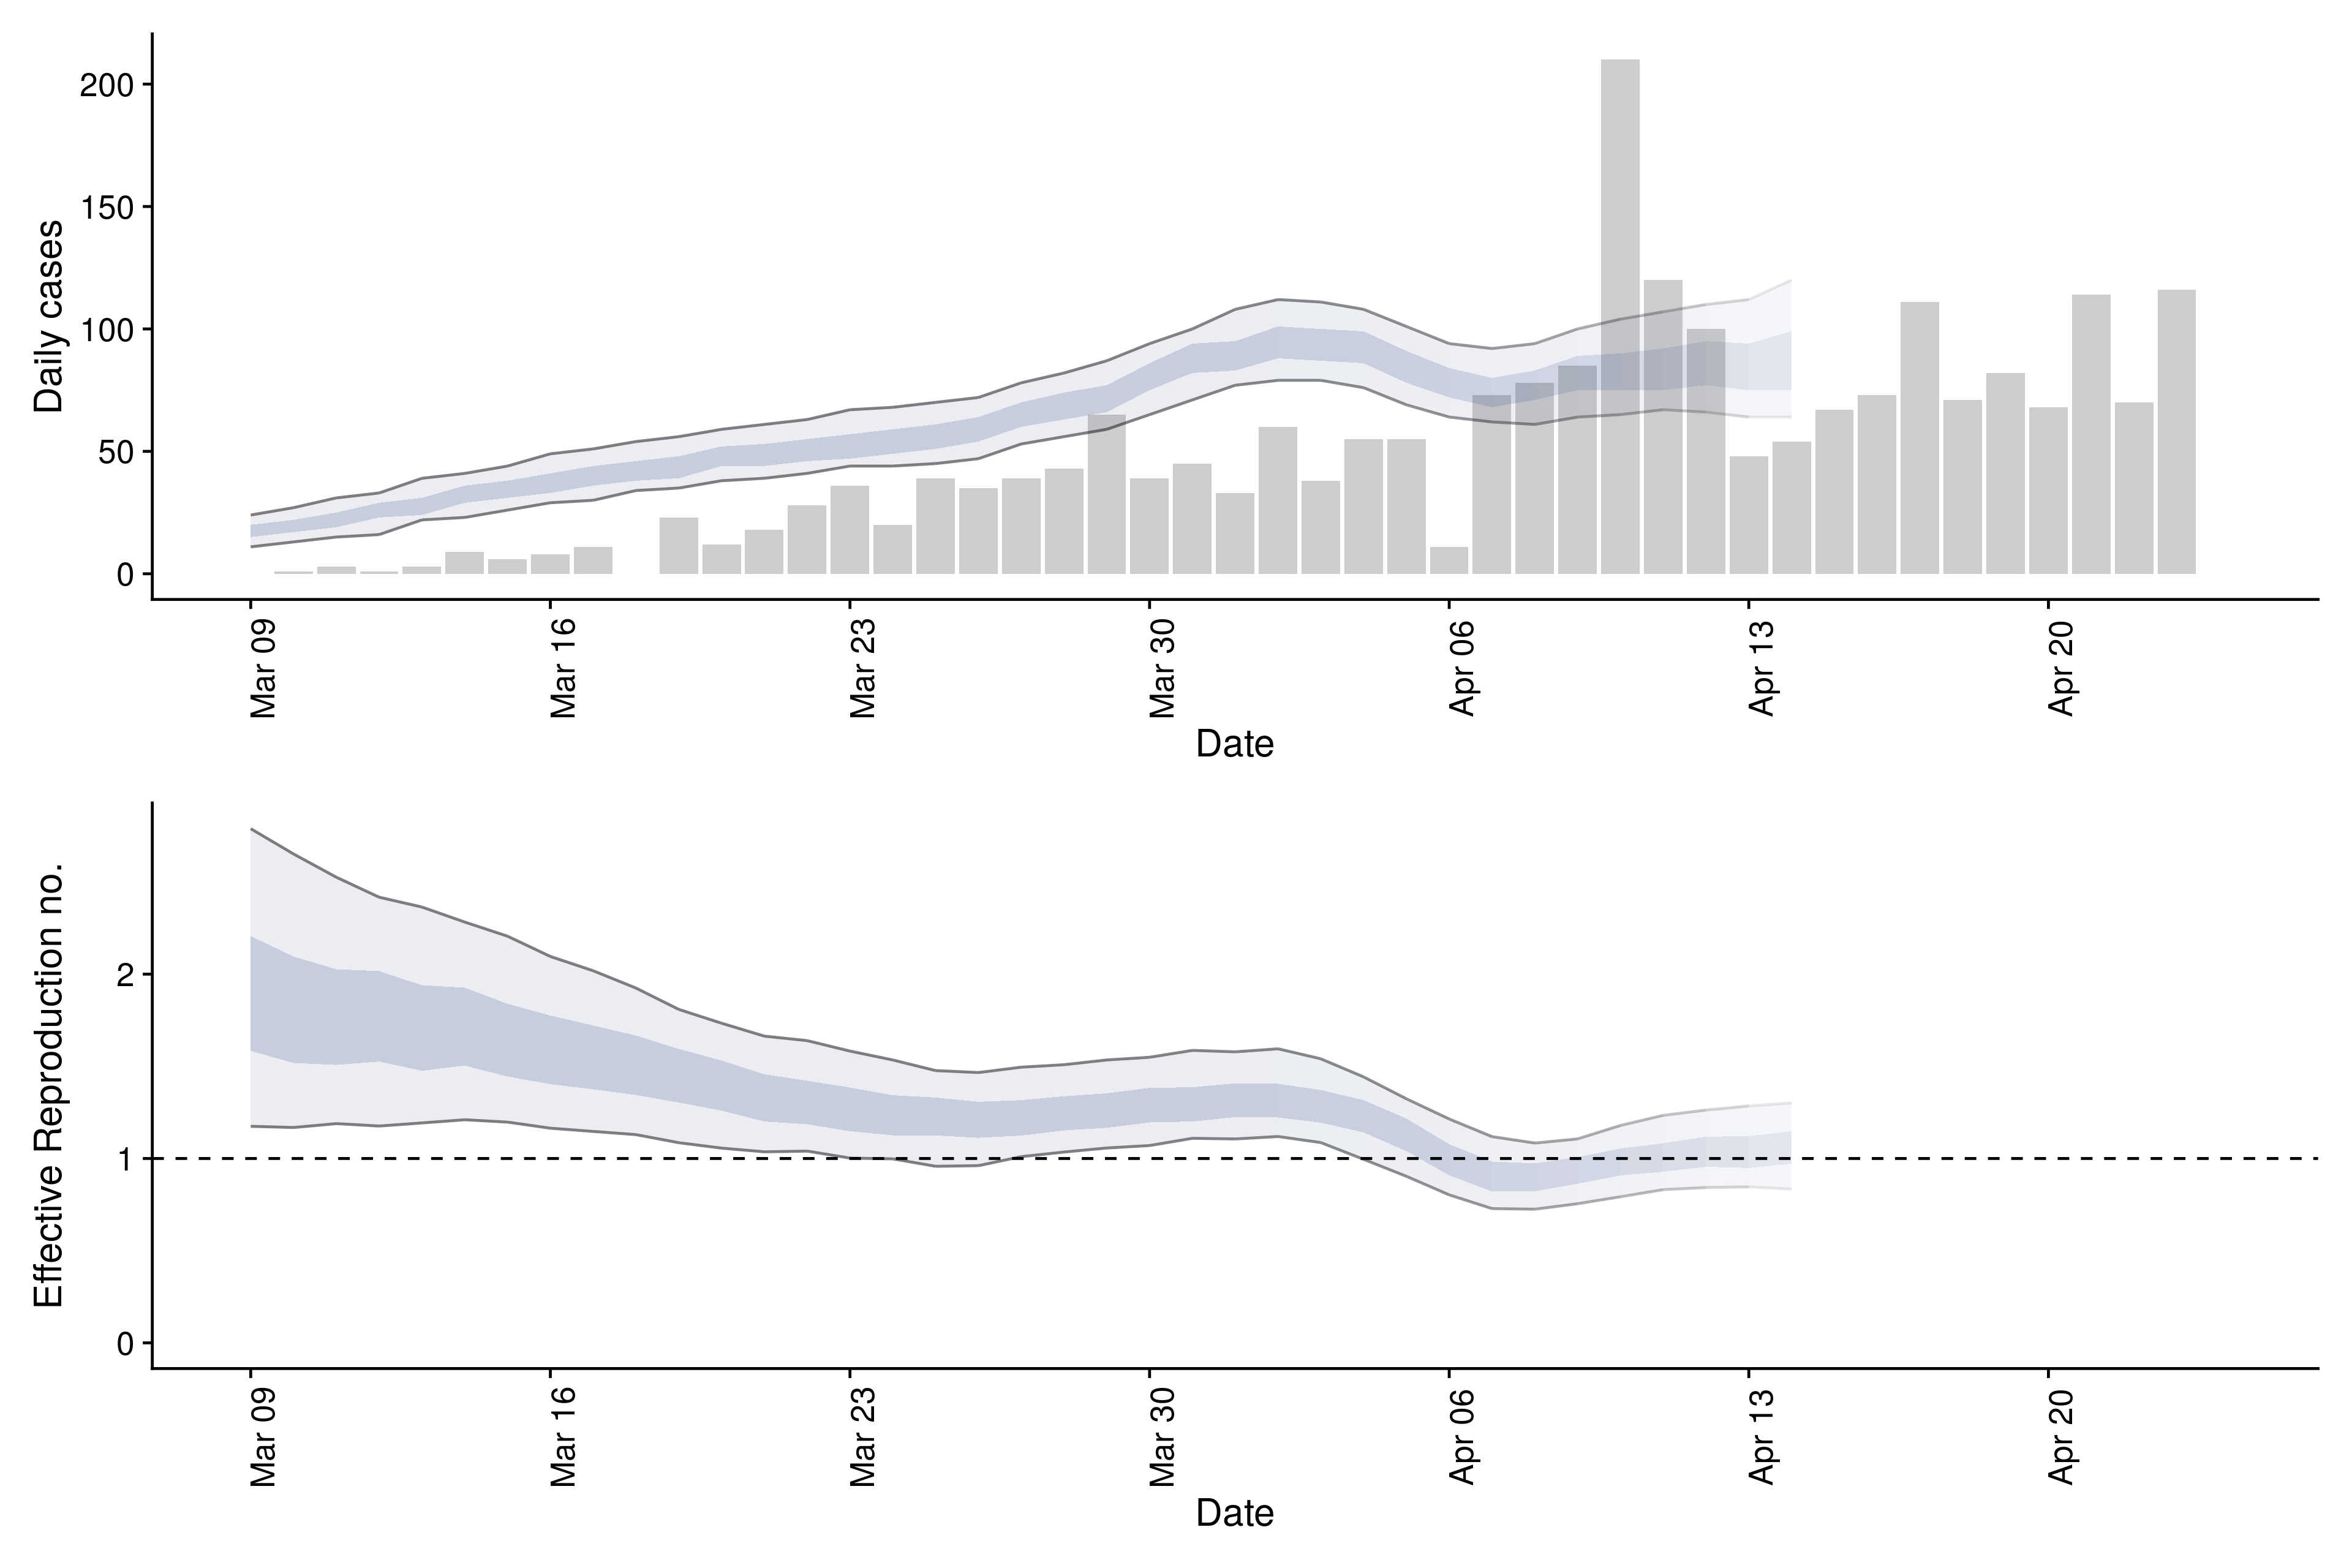 Daily cases
200
150
100
50
0
Mar 09
Mar 16
Mar 23
Mar 30
Apr 06
Apr 13
Apr 20
Date
Effective Reproduction no.
2
1
0
Mar 09
Mar 16
Mar 23
Mar 30
Apr 06
Apr 13
Apr 20
Date